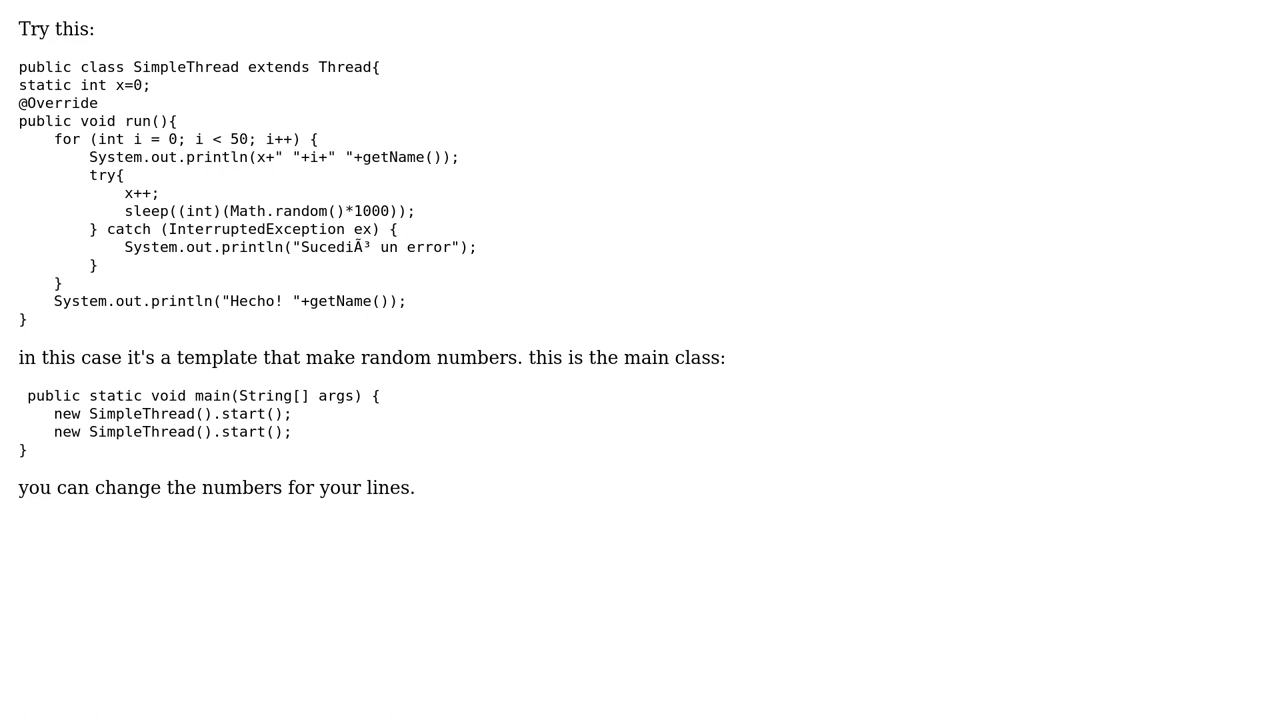 Try this:
public class SimpleThread extends Thread{
static int x=0;
@Override
public void run(){
    for (int i = 0; i < 50; i++) {
        System.out.println(x+" "+i+" "+getName());
        try{
            x++;
            sleep((int)(Math.random()*1000));
        } catch (InterruptedException ex) {
            System.out.println("SucediÃ³ un error");
        }
    }
    System.out.println("Hecho! "+getName());
}
in this case it's a template that make random numbers. this is the main class:
 public static void main(String[] args) {
    new SimpleThread().start();
    new SimpleThread().start();
}
you can change the numbers for your lines.